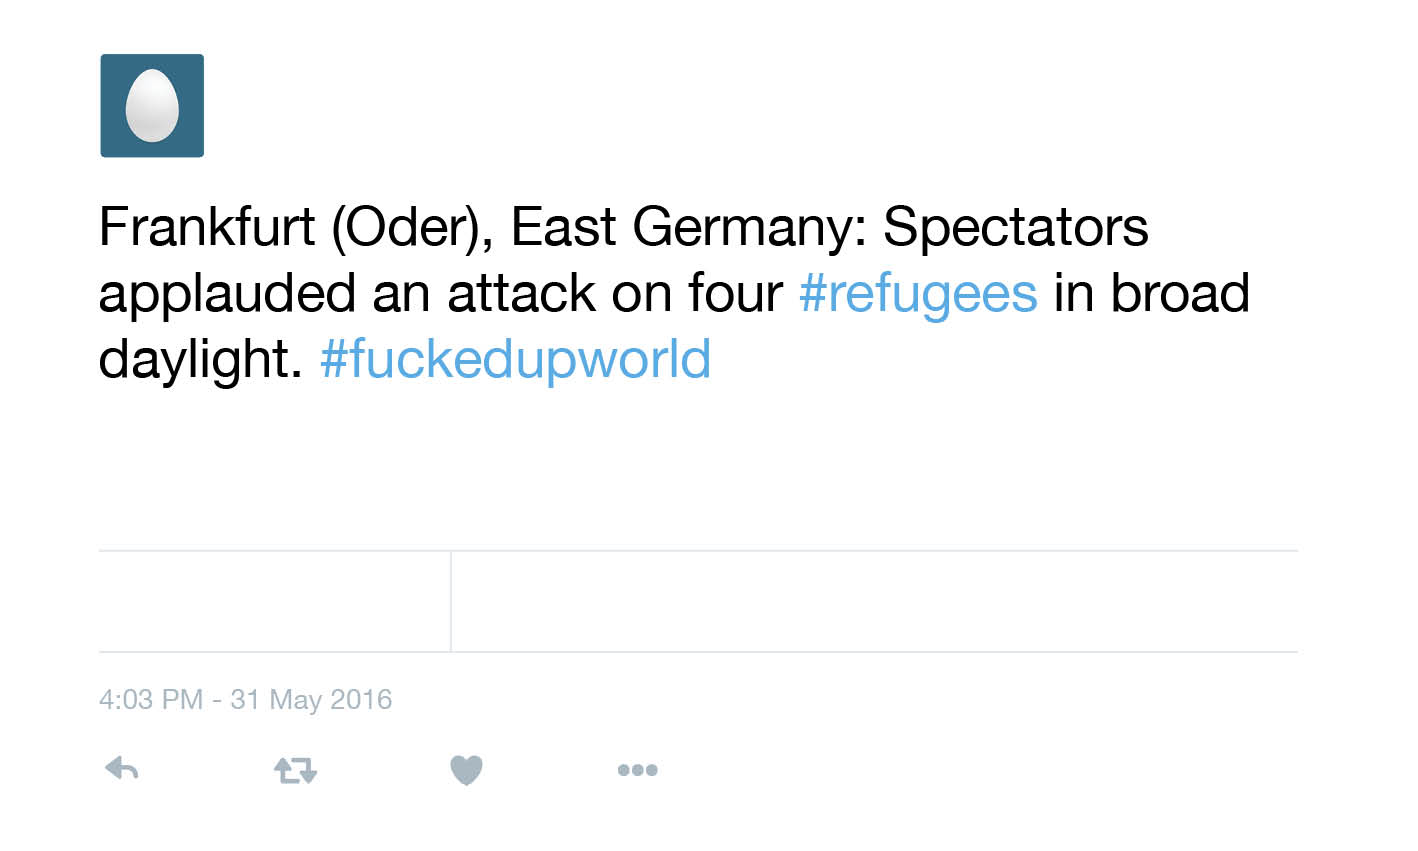 Frankfurt (Oder), East Germany: Spectators
applauded an attack on four #refugees in broad
daylight. #fuckedupworld
4:03 PM - 31 May 2016